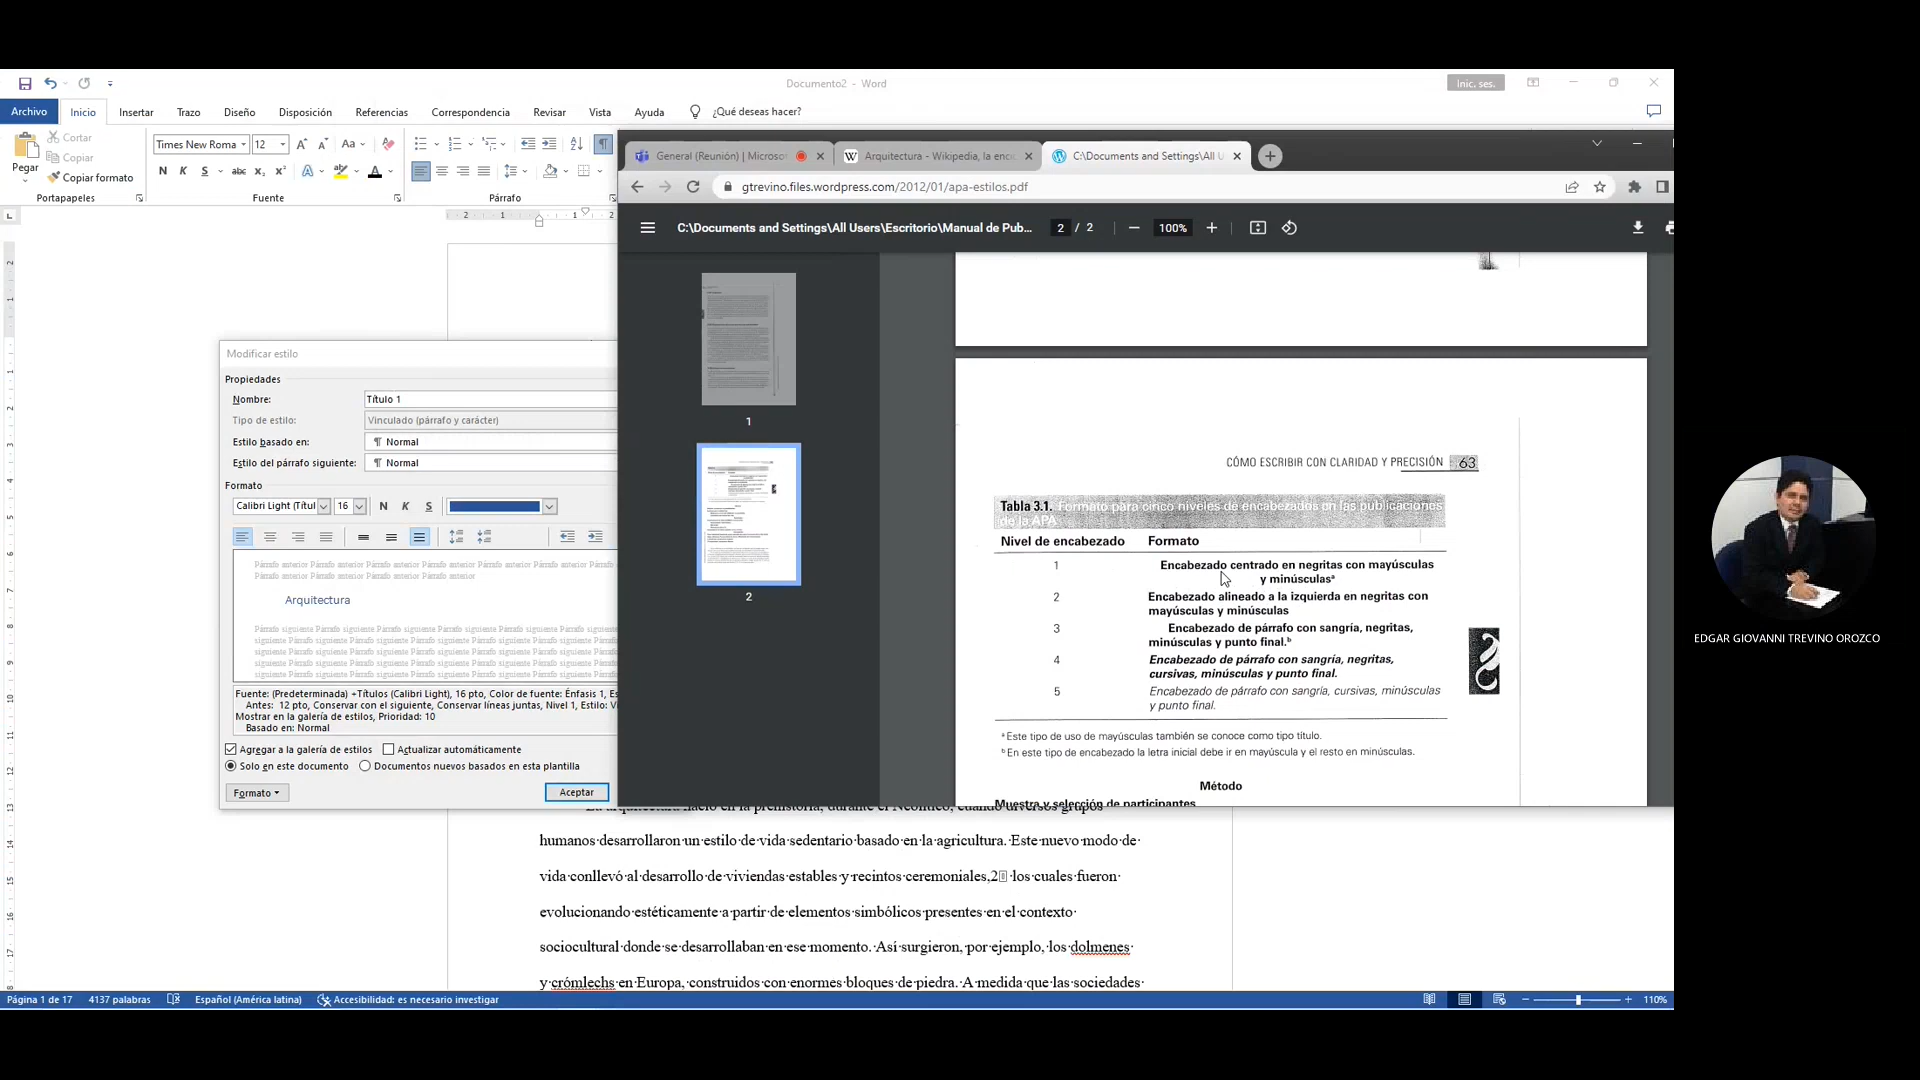 Documento2 - Word
Inic. ses.
Archivo Inicio Insertar Trazo Diseño Disposición Referencias Correspondencia Revisar Vista Ayuda ¿Qué deseas hacer?
Pegar
Cortar
Copiar
Copiar formato
Portapapeles
Times New Roma 12
Aa
N K S abc x₂ x²
Fuente
Párrafo
General (Reunión) | Microso
Arquitectura - Wikipedia, la enci
C:\Documents and Settings\All U
gtrevino.files.wordpress.com/2012/01/apa-estilos.pdf
C:\Documents and Settings\All Users\Escritorio\Manual de Pub...
2 / 2
100%
1
2
CÓMO ESCRIBIR CON CLARIDAD Y PRECISIÓN 63
Tabla 3.1. Formato para cinco niveles de encabezados en las publicaciones
de la APA
Nivel de encabezado Formato
1 Encabezado centrado en negritas con mayúsculas
y minúsculasª
2 Encabezado alineado a la izquierda en negritas con
mayúsculas y minúsculas
3 Encabezado de párrafo con sangría, negritas,
minúsculas y punto final.ᵇ
4 Encabezado de párrafo con sangría, negritas,
cursivas, minúsculas y punto final.
5 Encabezado de párrafo con sangría, cursivas, minúsculas
y punto final.
ª Este tipo de uso de mayúsculas también se conoce como tipo título.
ᵇ En este tipo de encabezado la letra inicial debe ir en mayúscula y el resto en minúsculas.
Método
Muestra y selección de participantes
Modificar estilo
Propiedades
Nombre: Título 1
Tipo de estilo: Vinculado (párrafo y carácter)
Estilo basado en: ¶ Normal
Estilo del párrafo siguiente: ¶ Normal
Formato
Calibri Light (Títul 16 N K S
Párrafo anterior Párrafo anterior Párrafo anterior Párrafo anterior Párrafo anterior Párrafo anterior
Párrafo anterior Párrafo anterior Párrafo anterior
Arquitectura
Párrafo siguiente Párrafo siguiente Párrafo siguiente Párrafo siguiente Párrafo siguiente
siguiente Párrafo siguiente Párrafo siguiente Párrafo siguiente Párrafo siguiente Párrafo
siguiente Párrafo siguiente Párrafo siguiente Párrafo siguiente Párrafo siguiente Párrafo
siguiente Párrafo siguiente Párrafo siguiente Párrafo siguiente Párrafo siguiente Párrafo
siguiente Párrafo siguiente Párrafo siguiente Párrafo siguiente Párrafo siguiente Párrafo
Fuente: (Predeterminada) +Títulos (Calibri Light), 16 pto, Color de fuente: Énfasis 1, Es
Antes: 12 pto, Conservar con el siguiente, Conservar líneas juntas, Nivel 1, Estilo: Vi
Mostrar en la galería de estilos, Prioridad: 10
Basado en: Normal
Agregar a la galería de estilos Actualizar automáticamente
Solo en este documento Documentos nuevos basados en esta plantilla
Formato Aceptar
La arquitectura nació en la prehistoria, durante el Neolítico, cuando diversos grupos
humanos desarrollaron un estilo de vida sedentario basado en la agricultura. Este nuevo modo de
vida conllevó al desarrollo de viviendas estables y recintos ceremoniales,2 los cuales fueron
evolucionando estéticamente a partir de elementos simbólicos presentes en el contexto
sociocultural donde se desarrollaban en ese momento. Así surgieron, por ejemplo, los dolmenes
y crómlechs en Europa, construidos con enormes bloques de piedra. A medida que las sociedades
Página 1 de 17 4137 palabras Español (América latina) Accesibilidad: es necesario investigar
110%
EDGAR GIOVANNI TREVINO OROZCO